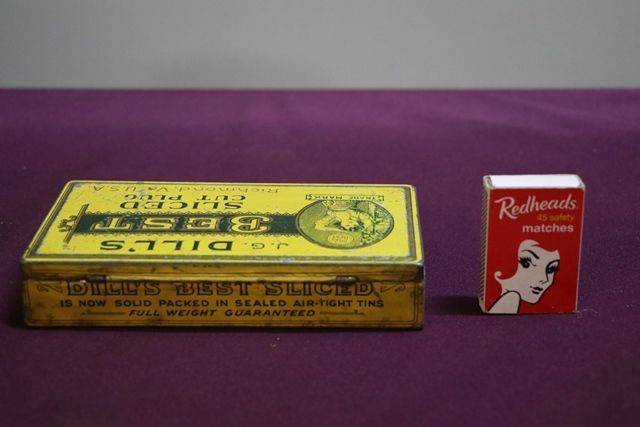 J.G. DILL'S
BEST
SLICED
CUT PLUG
Richmond, Va. U.S.A.
TRADE MARK
DILL'S BEST SLICED
IS NOW SOLID PACKED IN SEALED AIR-TIGHT TINS
FULL WEIGHT GUARANTEED
Redheads
45 safety
matches